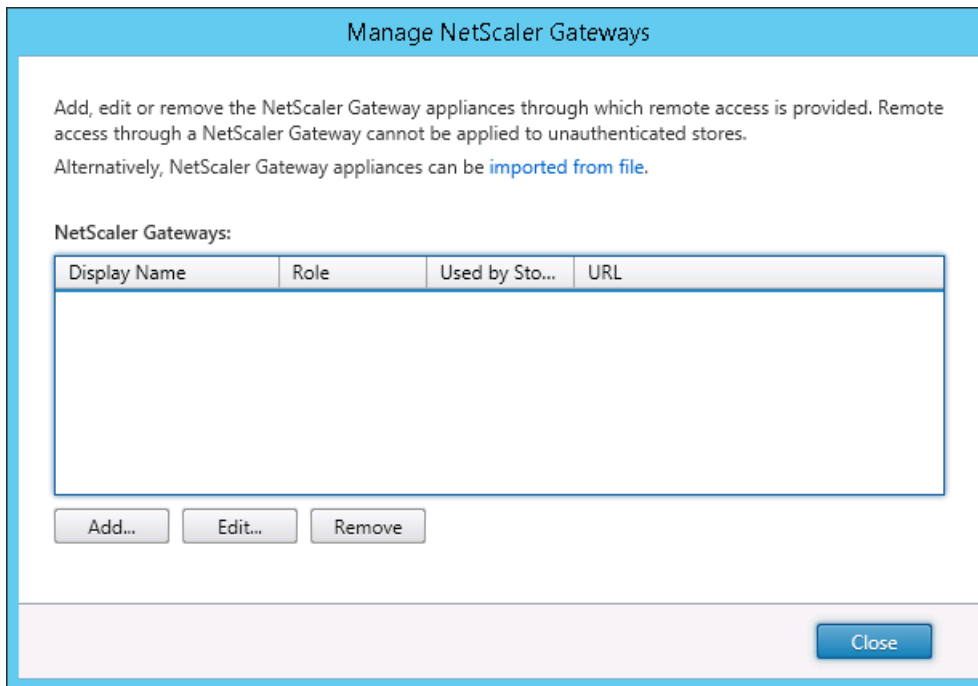 Manage NetScaler Gateways
Add, edit or remove the NetScaler Gateway appliances through which remote access is provided. Remote
access through a NetScaler Gateway cannot be applied to unauthenticated stores.
Alternatively, NetScaler Gateway appliances can be imported from file.
NetScaler Gateways:
Display Name Role Used by Sto... URL
Add... Edit... Remove
Close